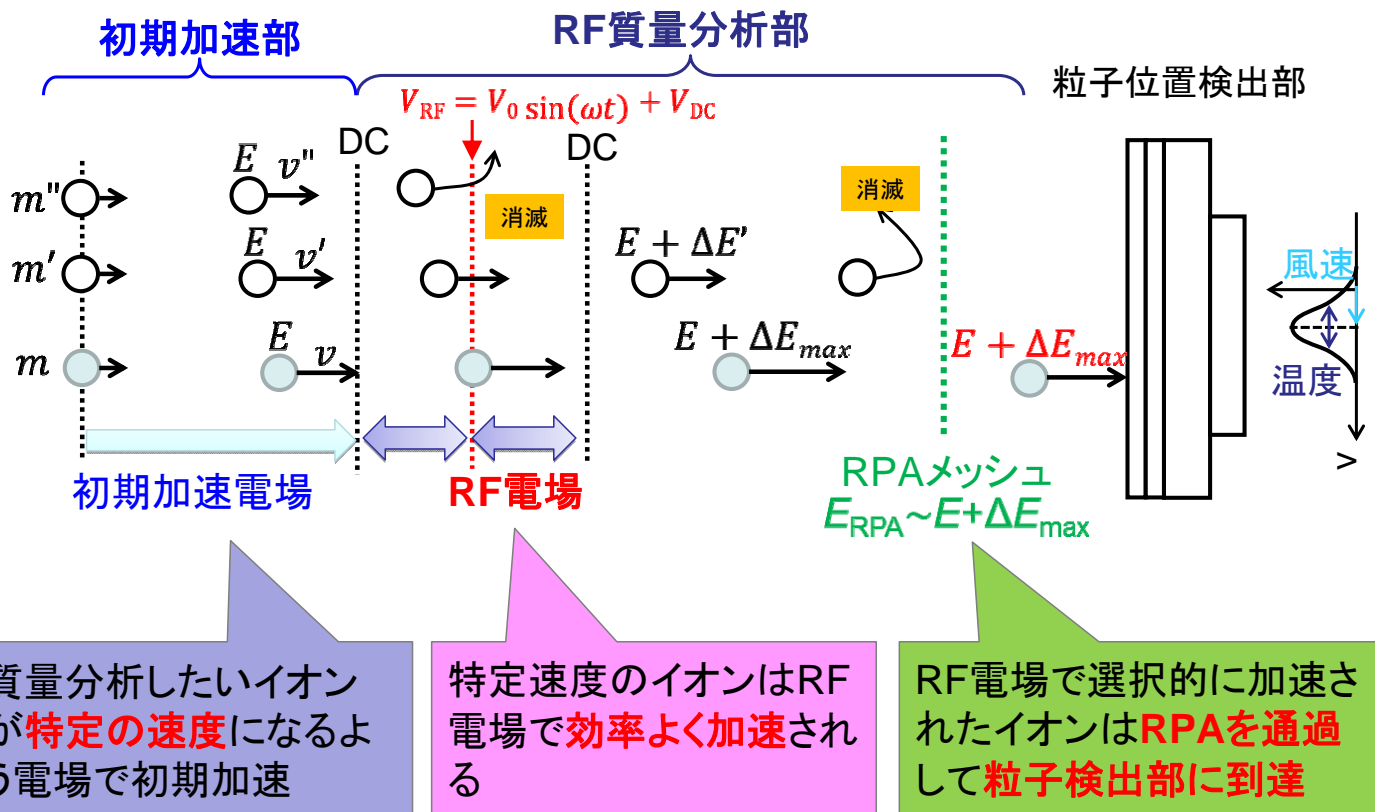 初期加速部
RF質量分析部
粒子位置検出部
V_RF = V_0 sin(ωt) + V_DC
DC
DC
m"
E v"
消滅
消滅
m'
E v'
E + ΔE'
風速
m
E v
E + ΔE_max
E + ΔE_max
温度
v
初期加速電場
RF電場
RPAメッシュ
E_RPA~E+ΔE_max
質量分析したいイオン
が特定の速度になるよ
う電場で初期加速
特定速度のイオンはRF
電場で効率よく加速され
る
RF電場で選択的に加速さ
れたイオンはRPAを通過
して粒子検出部に到達